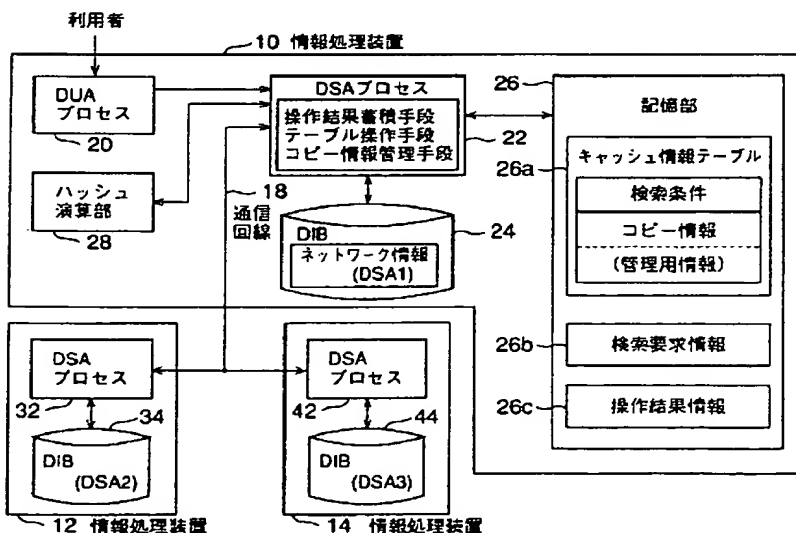 利用者
10 情報処理装置
DUA
プロセス
20
ハッシュ
演算部
28
DSAプロセス
操作結果蓄積手段
テーブル操作手段
コピー情報管理手段
22
18
通信
回線
DIB
ネットワーク情報
(DSA1)
24
26
記憶部
26a
キャッシュ情報テーブル
検索条件
コピー情報
(管理用情報)
26b
検索要求情報
26c
操作結果情報
DSA
プロセス
32
34
DIB
(DSA2)
12 情報処理装置
DSA
プロセス
42
44
DIB
(DSA3)
14 情報処理装置